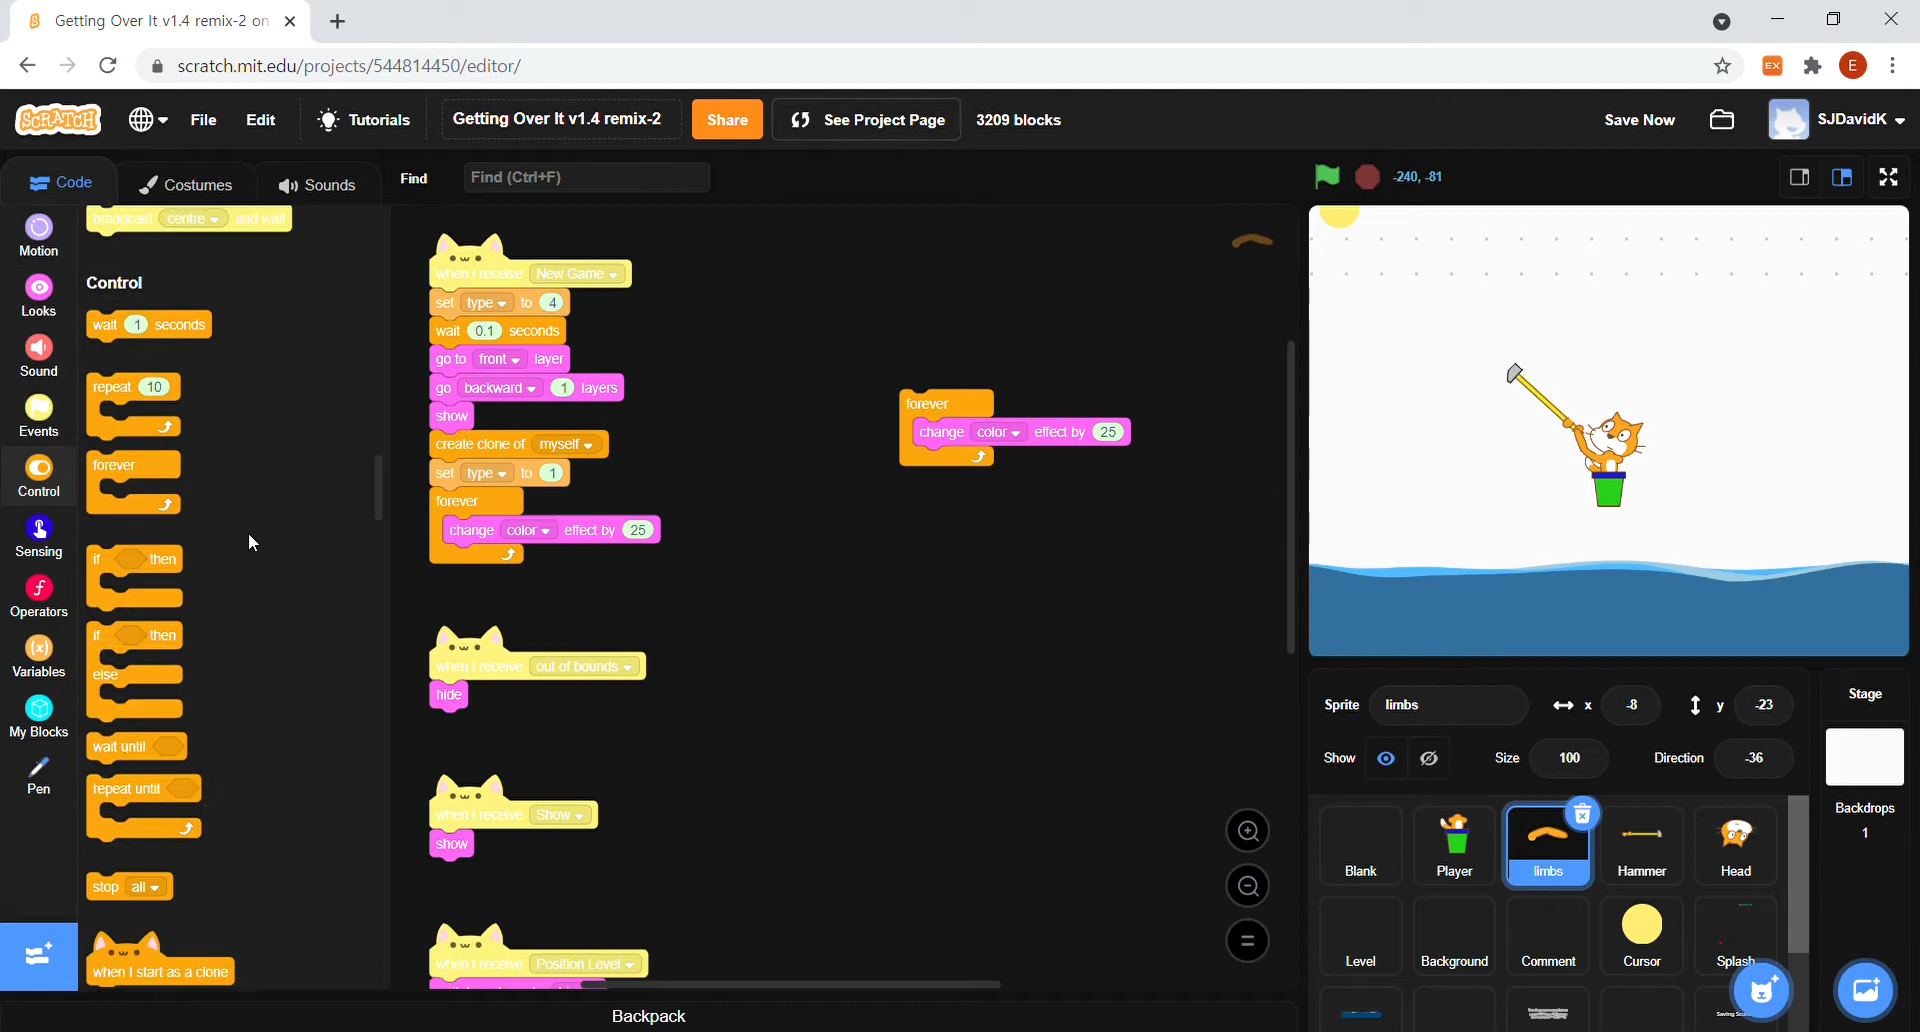 Getting Over It v1.4 remix-2 on
scratch.mit.edu/projects/544814450/editor/
EX
E
SCRATCH
File
Edit
Tutorials
Getting Over It v1.4 remix-2
Share
See Project Page
3209 blocks
Save Now
SJDavidK
Code
Costumes
Sounds
Find
Find (Ctrl+F)
-240, -81
Motion
Looks
Sound
Events
Control
Sensing
Operators
Variables
My Blocks
Pen
broadcast centre and wait
Control
wait 1 seconds
repeat 10
forever
if then
if then
else
wait until
repeat until
stop all
when I start as a clone
when I receive New Game
set type to 4
wait 0.1 seconds
go to front layer
go backward 1 layers
show
create clone of myself
set type to 1
forever
change color effect by 25
when I receive out of bounds
hide
when I receive Show
show
when I receive Position Level
forever
change color effect by 25
Backpack
Sprite limbs x -8 y -23
Show Size 100 Direction -36
Blank
Player
limbs
Hammer
Head
Level
Background
Comment
Cursor
Splash
Stage
Backdrops
1